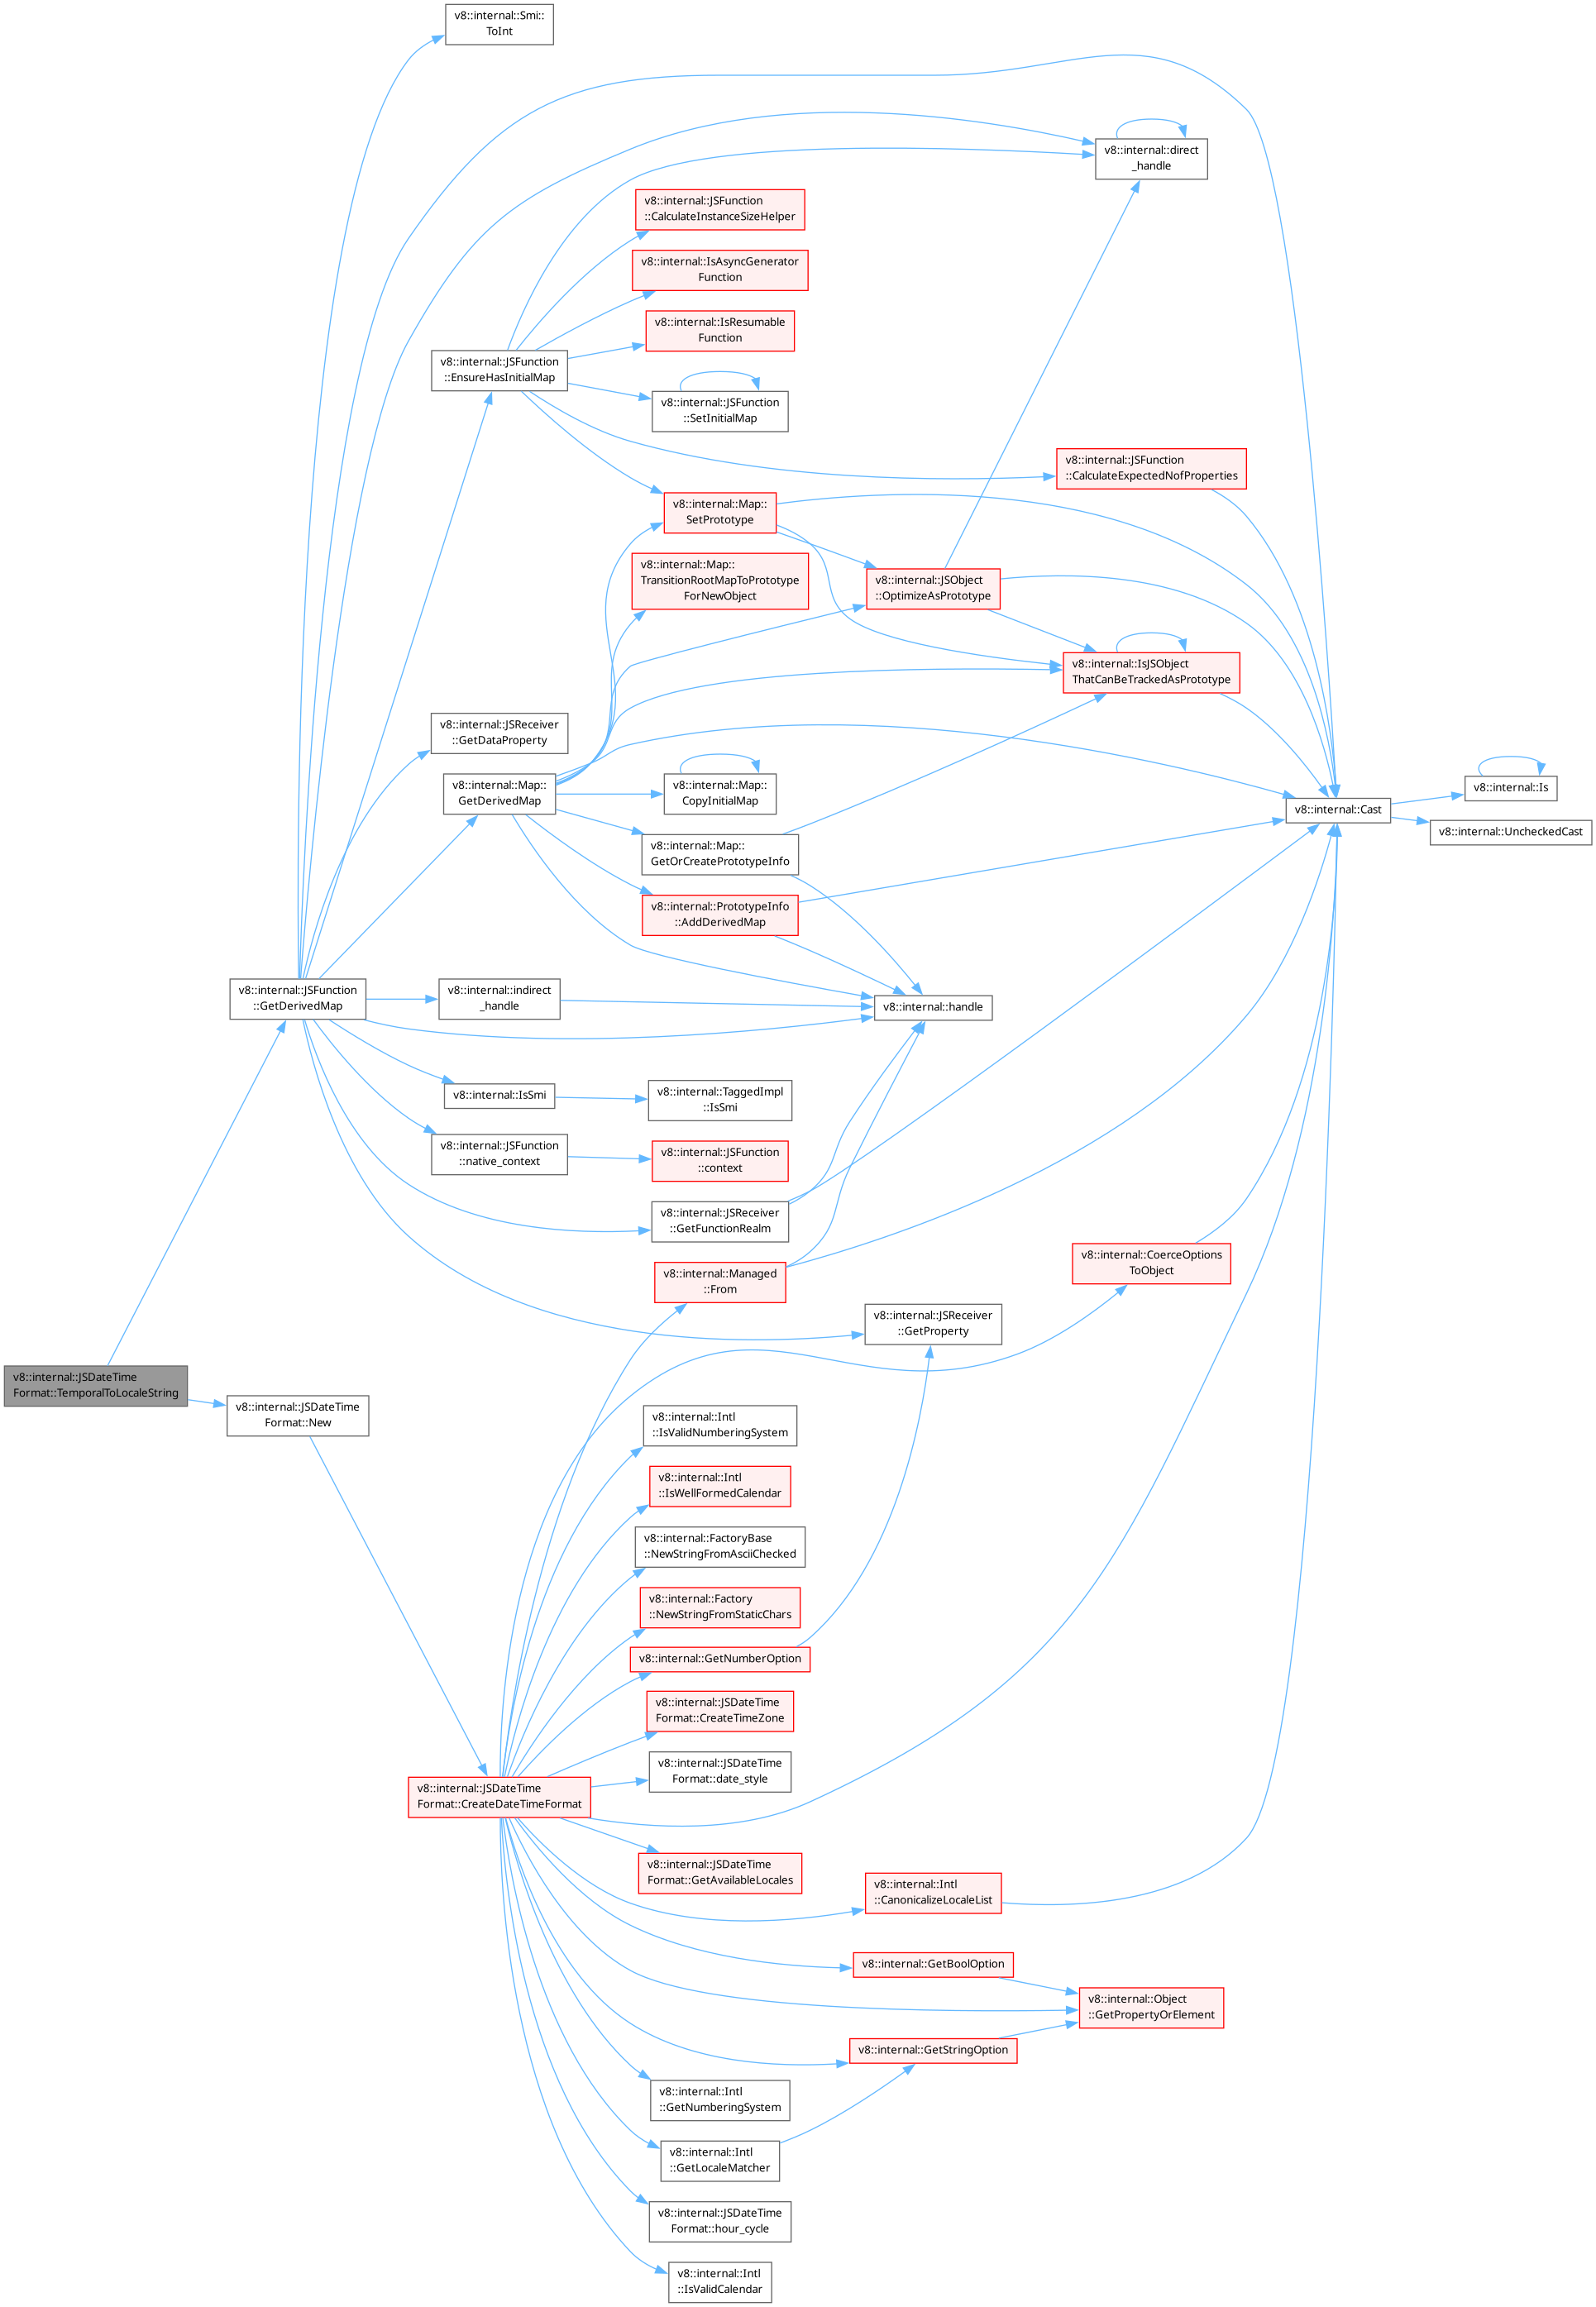 v8::internal::Smi::
ToInt
v8::internal::direct
_handle
v8::internal::JSFunction
::CalculateInstanceSizeHelper
v8::internal::IsAsyncGenerator
Function
v8::internal::IsResumable
Function
v8::internal::JSFunction
::EnsureHasInitialMap
v8::internal::JSFunction
::SetInitialMap
v8::internal::JSFunction
::CalculateExpectedNofProperties
v8::internal::Map::
SetPrototype
v8::internal::Map::
TransitionRootMapToPrototype
ForNewObject
v8::internal::JSObject
::OptimizeAsPrototype
v8::internal::IsJSObject
ThatCanBeTrackedAsPrototype
v8::internal::JSReceiver
::GetDataProperty
v8::internal::Map::
GetDerivedMap
v8::internal::Map::
CopyInitialMap
v8::internal::Is
v8::internal::Cast
v8::internal::UncheckedCast
v8::internal::Map::
GetOrCreatePrototypeInfo
v8::internal::PrototypeInfo
::AddDerivedMap
v8::internal::JSFunction
::GetDerivedMap
v8::internal::indirect
_handle
v8::internal::handle
v8::internal::IsSmi
v8::internal::TaggedImpl
::IsSmi
v8::internal::JSFunction
::native_context
v8::internal::JSFunction
::context
v8::internal::JSReceiver
::GetFunctionRealm
v8::internal::CoerceOptions
ToObject
v8::internal::Managed
::From
v8::internal::JSReceiver
::GetProperty
v8::internal::JSDateTime
Format::TemporalToLocaleString
v8::internal::JSDateTime
Format::New
v8::internal::Intl
::IsValidNumberingSystem
v8::internal::Intl
::IsWellFormedCalendar
v8::internal::FactoryBase
::NewStringFromAsciiChecked
v8::internal::Factory
::NewStringFromStaticChars
v8::internal::GetNumberOption
v8::internal::JSDateTime
Format::CreateTimeZone
v8::internal::JSDateTime
Format::date_style
v8::internal::JSDateTime
Format::CreateDateTimeFormat
v8::internal::JSDateTime
Format::GetAvailableLocales
v8::internal::Intl
::CanonicalizeLocaleList
v8::internal::GetBoolOption
v8::internal::Object
::GetPropertyOrElement
v8::internal::GetStringOption
v8::internal::Intl
::GetNumberingSystem
v8::internal::Intl
::GetLocaleMatcher
v8::internal::JSDateTime
Format::hour_cycle
v8::internal::Intl
::IsValidCalendar